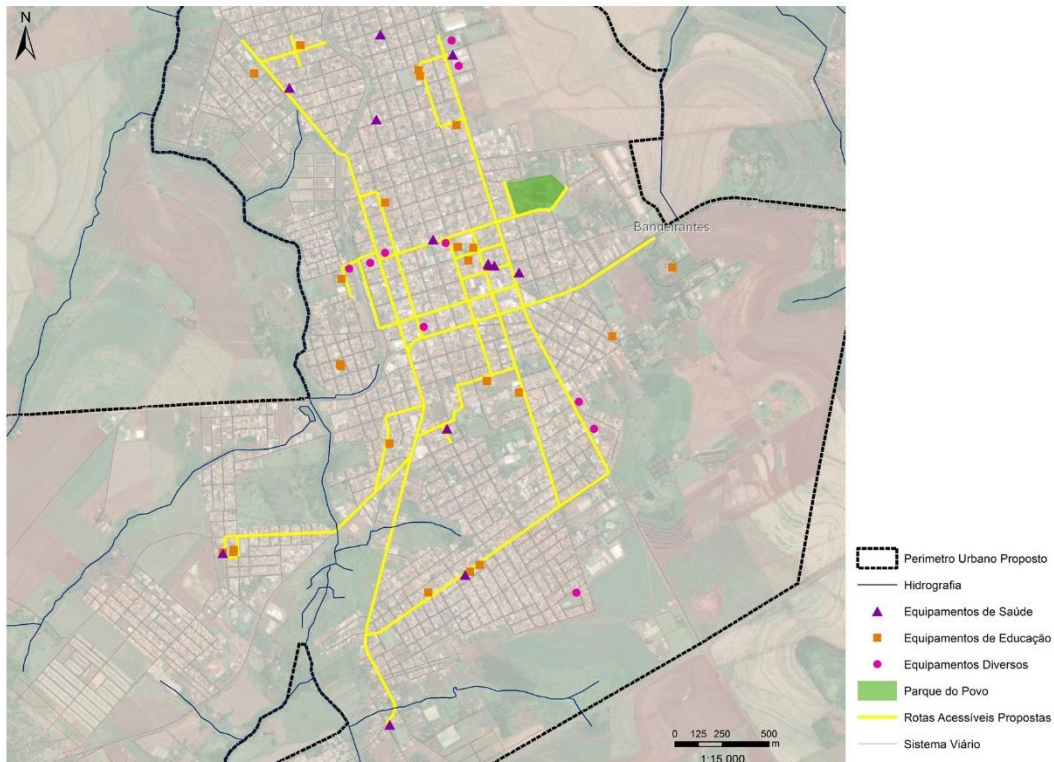 N
Bandeirantes
Perimetro Urbano Proposto
Hidrografia
Equipamentos de Saúde
Equipamentos de Educação
Equipamentos Diversos
Parque do Povo
Rotas Acessíveis Propostas
Sistema Viário
0 125 250 500
m
1:15.000